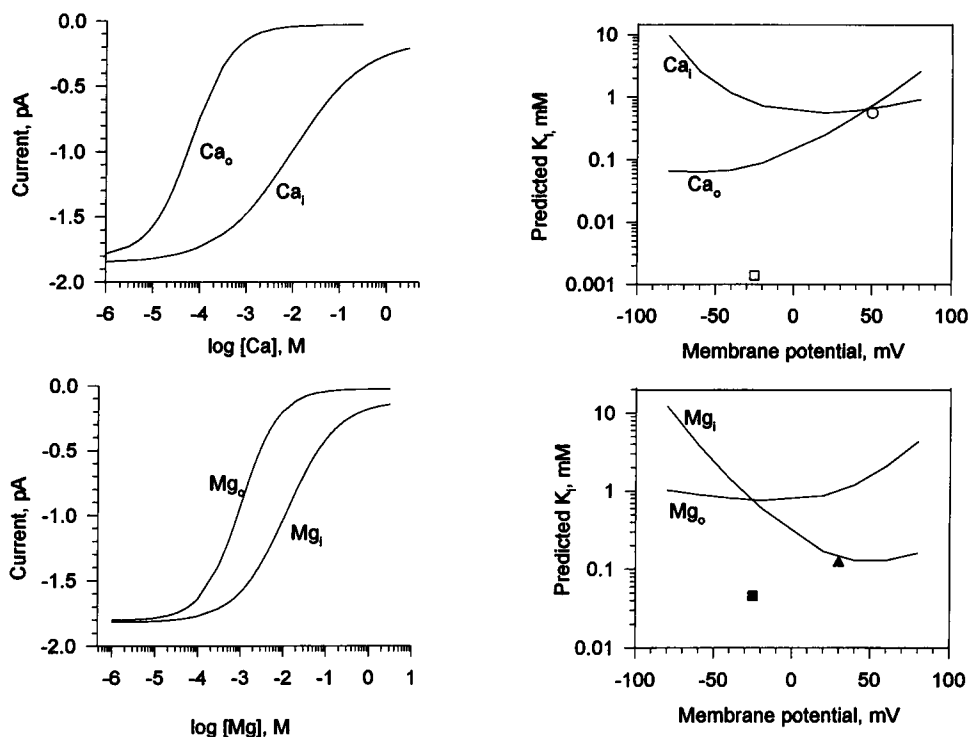 0.0
-0.5
-1.0
-1.5
-2.0
Current, pA
Ca_o
Ca_i
-6 -5 -4 -3 -2 -1 0
log [Ca], M
10
1
0.1
0.01
0.001
Predicted K_i, mM
Ca_i
Ca_o
-100 -50 0 50 100
Membrane potential, mV
0.0
-0.5
-1.0
-1.5
-2.0
Current, pA
Mg_o
Mg_i
-6 -5 -4 -3 -2 -1 0 1
log [Mg], M
10
1
0.1
0.01
Predicted K_i, mM
Mg_i
Mg_o
-100 -50 0 50 100
Membrane potential, mV